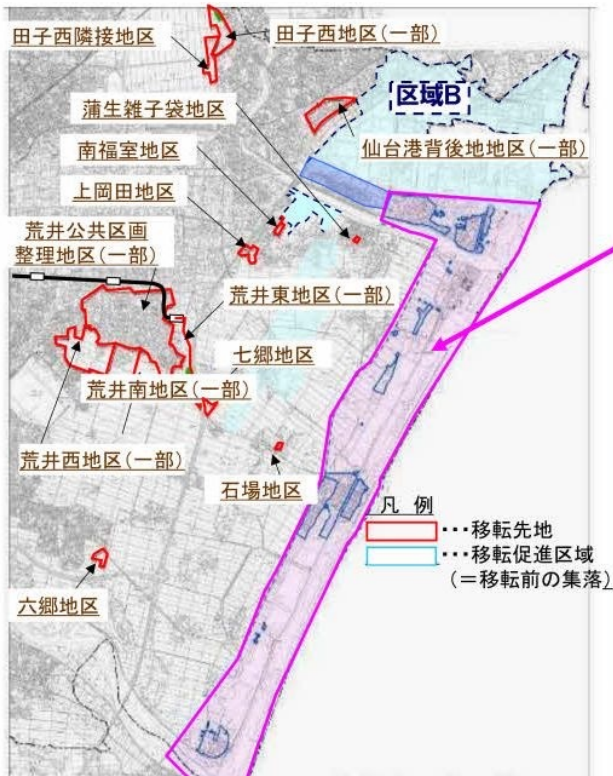 田子西隣接地区
田子西地区(一部)
区域B
蒲生雑子袋地区
仙台港背後地地区(一部)
南福室地区
上岡田地区
荒井公共区画
整理地区(一部)
荒井東地区(一部)
七郷地区
荒井南地区(一部)
荒井西地区(一部)
石場地区
六郷地区
凡 例
･･･移転先地
･･･移転促進区域
(=移転前の集落)